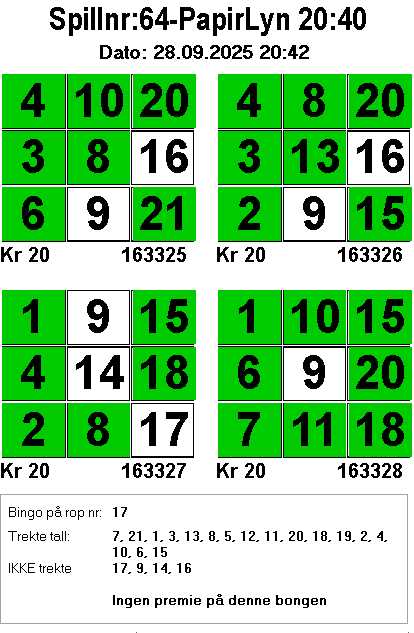 Spillnr:64-PapirLyn 20:40
Dato: 28.09.2025 20:42
4 10 20
3 8 16
6 9 21
Kr 20 163325
4 8 20
3 13 16
2 9 15
Kr 20 163326
1 9 15
4 14 18
2 8 17
Kr 20 163327
1 10 15
6 9 20
7 11 18
Kr 20 163328
Bingo på rop nr: 17
Trekte tall: 7, 21, 1, 3, 13, 8, 5, 12, 11, 20, 18, 19, 2, 4,
10, 6, 15
IKKE trekte 17, 9, 14, 16
Ingen premie på denne bongen